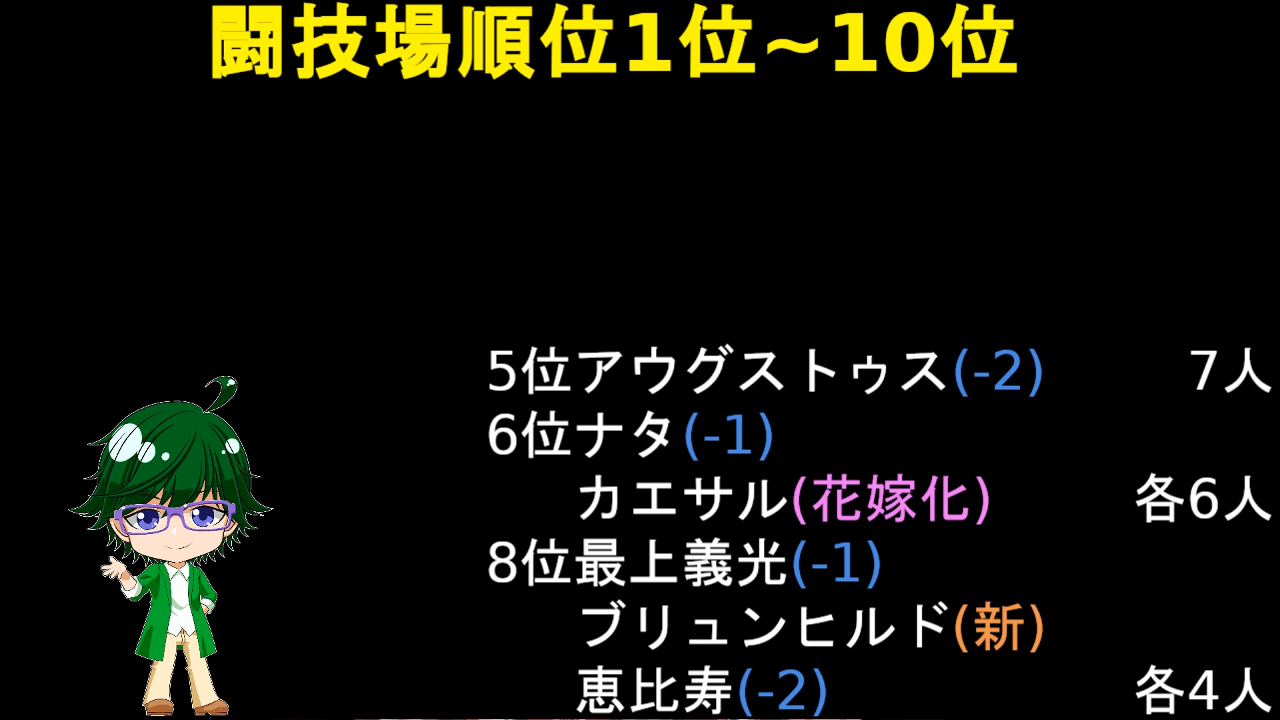 闘技場順位1位~10位
5位アウグストゥス(-2) 7人
6位ナタ(-1)
カエサル(花嫁化) 各6人
8位最上義光(-1)
ブリュンヒルド(新)
恵比寿(-2) 各4人